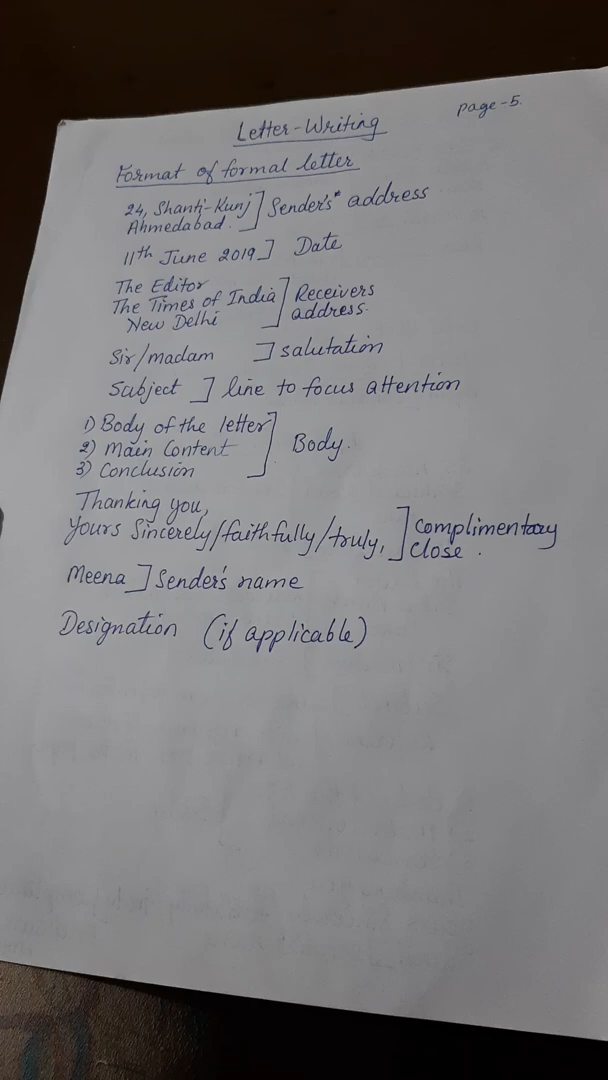 Letter-Writing page-5.
Format of formal letter
24, Shanti-Kunj ] Sender's* address
Ahmedabad.
11th June 2019 ] Date
The Editor
The Times of India ] Receivers address.
New Delhi
Sir/madam ] salutation
Subject ] line to focus attention
1) Body of the letter
2) Main Content ] Body.
3) Conclusion
Thanking you,
Yours Sincerely/faithfully/truly, ] Complimentary close.
Meena ] Sender's name
Designation (if applicable)